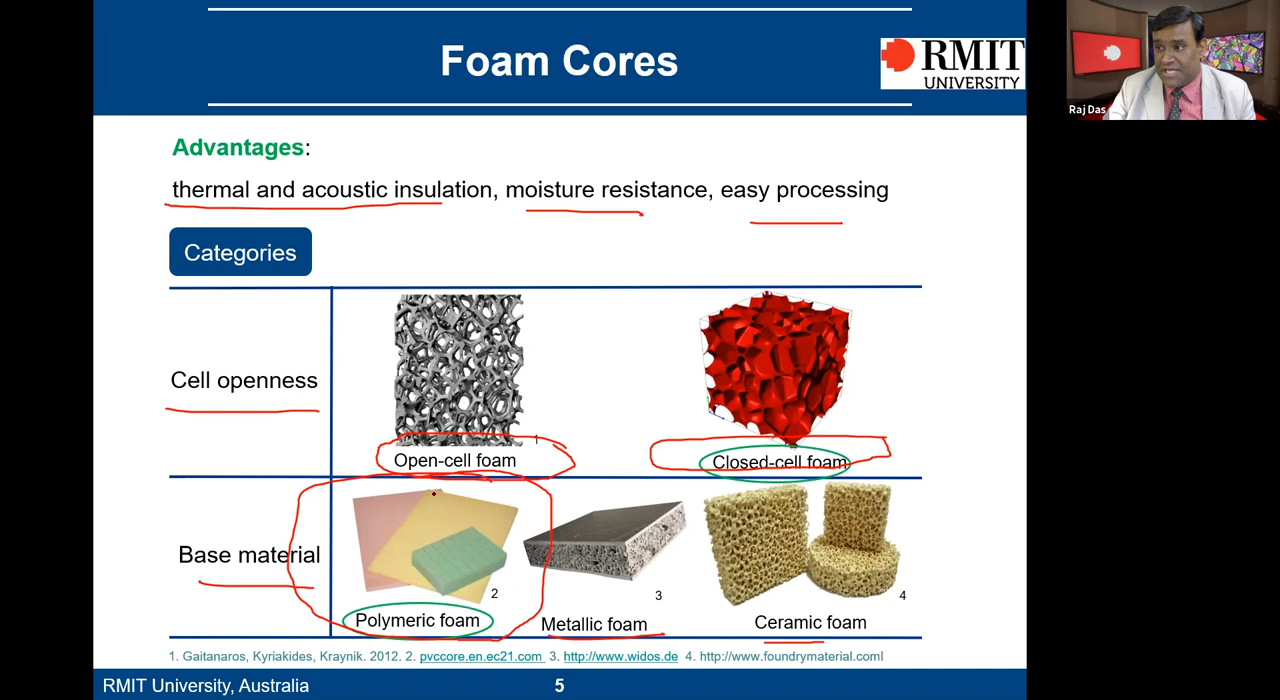 Foam Cores
RMIT
UNIVERSITY
Raj Das
Advantages:
thermal and acoustic insulation, moisture resistance, easy processing
Categories
Cell openness
1
Open-cell foam
Closed-cell foam
Base material
2
3
4
Polymeric foam
Metallic foam
Ceramic foam
1. Gaitanaros, Kyriakides, Kraynik. 2012. 2. pvccore.en.ec21.com 3. http://www.widos.de 4. http://www.foundrymaterial.coml
RMIT University, Australia
5